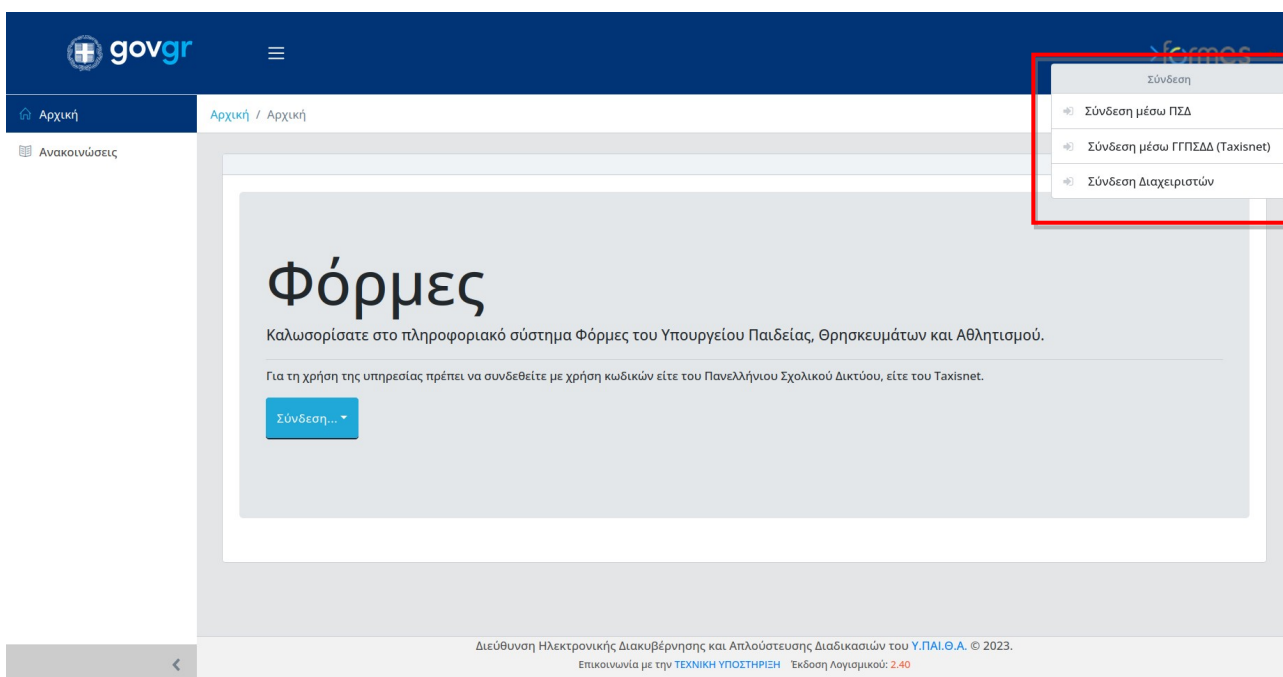 govgr
formes
Σύνδεση
Αρχική
Αρχική / Αρχική
Σύνδεση μέσω ΠΣΔ
Ανακοινώσεις
Σύνδεση μέσω ΓΓΠΣΔΔ (Taxisnet)
Σύνδεση Διαχειριστών
Φόρμες
Καλωσορίσατε στο πληροφοριακό σύστημα Φόρμες του Υπουργείου Παιδείας, Θρησκευμάτων και Αθλητισμού.
Για τη χρήση της υπηρεσίας πρέπει να συνδεθείτε με χρήση κωδικών είτε του Πανελλήνιου Σχολικού Δικτύου, είτε του Taxisnet.
Σύνδεση...
Διεύθυνση Ηλεκτρονικής Διακυβέρνησης και Απλούστευσης Διαδικασιών του Υ.ΠΑΙ.Θ.Α. © 2023.
Επικοινωνία με την ΤΕΧΝΙΚΗ ΥΠΟΣΤΗΡΙΞΗ Έκδοση Λογισμικού: 2.40